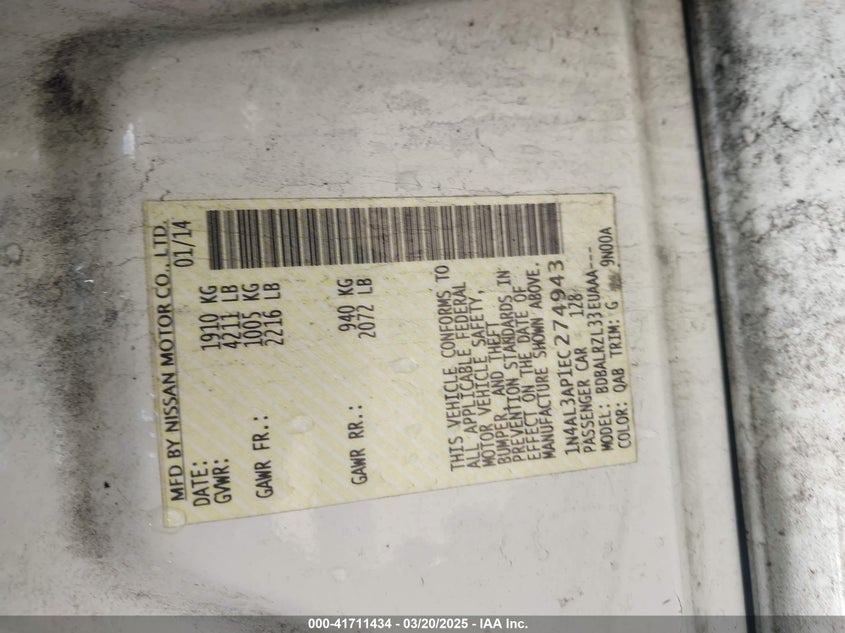 MFD BY NISSAN MOTOR CO., LTD.
DATE: 01/14
GVWR: 1910 KG
4211 LB
GAWR FR.: 1005 KG
2216 LB
GAWR RR.: 940 KG
2072 LB
THIS VEHICLE CONFORMS TO
ALL APPLICABLE FEDERAL
MOTOR VEHICLE SAFETY,
BUMPER, AND THEFT
PREVENTION STANDARDS IN
EFFECT ON THE DATE OF
MANUFACTURE SHOWN ABOVE.
1N4AL3AP1EC274943
PASSENGER CAR 128
MODEL: BDBALRZL33EUAAA---
COLOR: QAB TRIM: G 9N00A
000-41711434 - 03/20/2025 - IAA Inc.